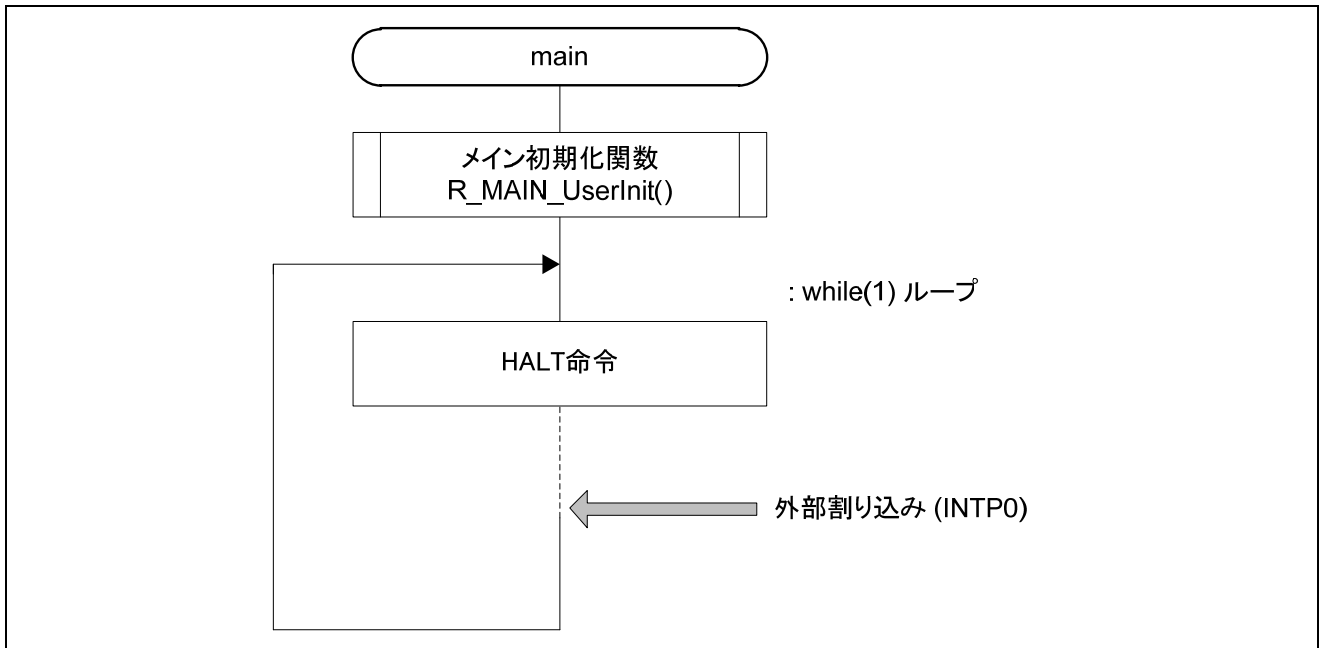 main
メイン初期化関数
R_MAIN_UserInit()
: while(1) ループ
HALT命令
外部割り込み (INTP0)